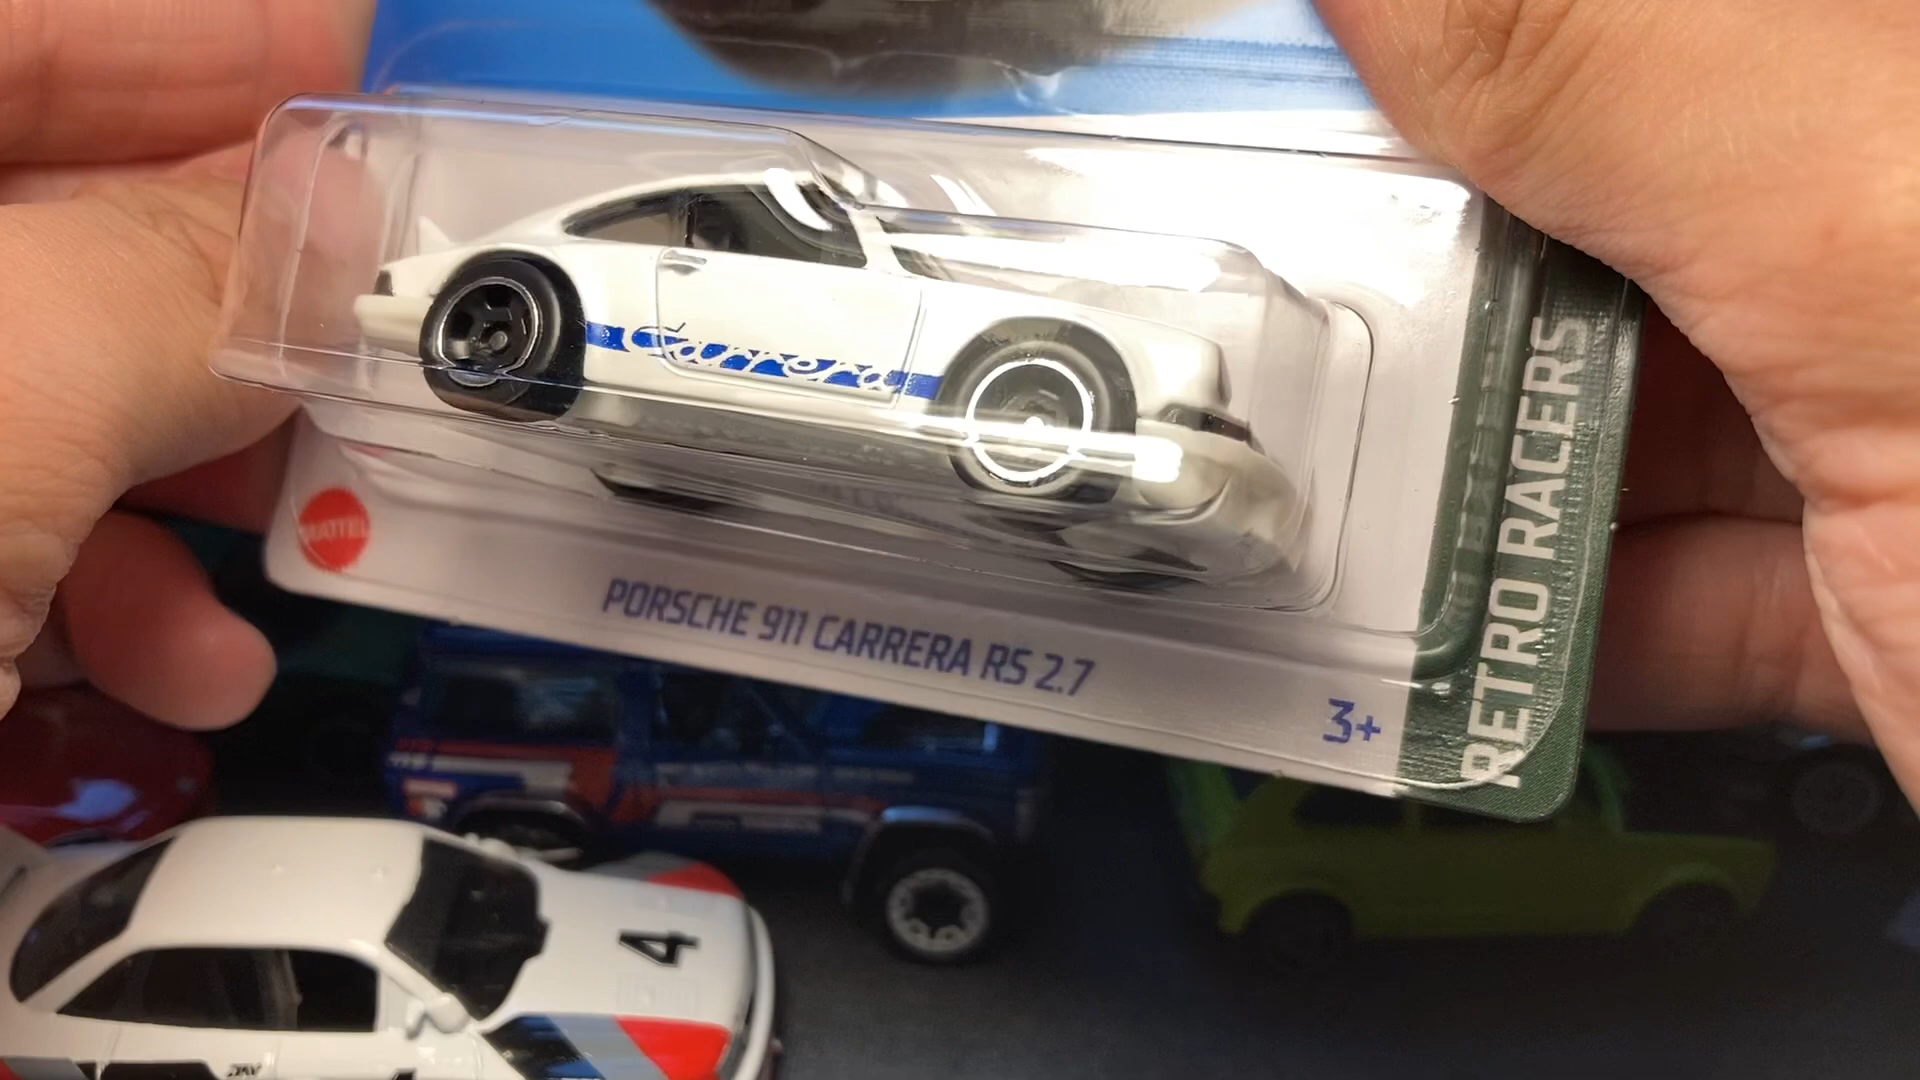 Carrera
MATTEL
PORSCHE 911 CARRERA RS 2.7
3+
RETRO RACERS
4